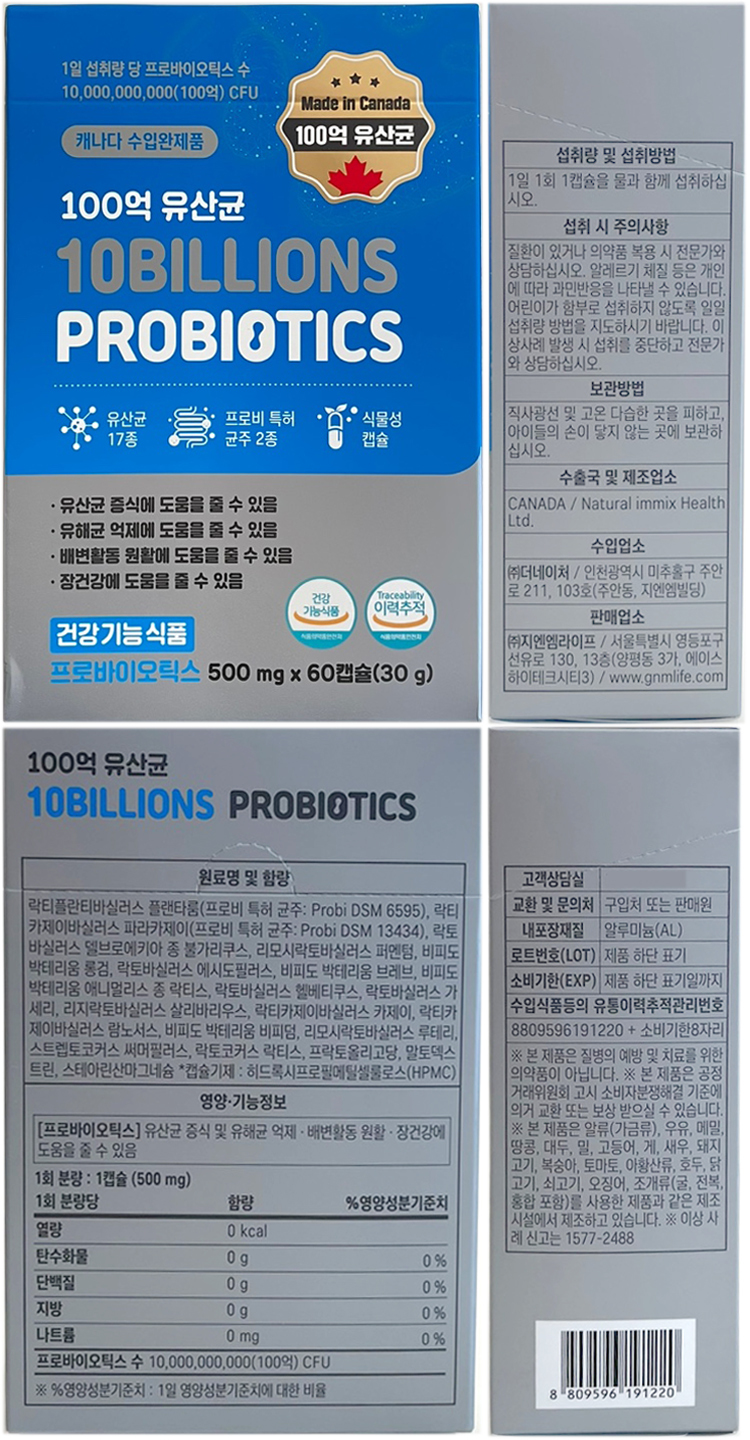 1일 섭취량 당 프로바이오틱스 수
10,000,000,000(100억) CFU
캐나다 수입완제품
Made in Canada
100억 유산균
100억 유산균
10BILLIONS
PROBIOTICS
유산균
17종
프로비 특허
균주 2종
식물성
캡슐
· 유산균 증식에 도움을 줄 수 있음
· 유해균 억제에 도움을 줄 수 있음
· 배변활동 원활에 도움을 줄 수 있음
· 장건강에 도움을 줄 수 있음
건강
기능식품
식품의약품안전처
Traceability
이력추적
식품의약품안전처
건강기능식품
프로바이오틱스 500 mg x 60캡슐(30 g)
섭취량 및 섭취방법
1일 1회 1캡슐을 물과 함께 섭취하십
시오.
섭취 시 주의사항
질환이 있거나 의약품 복용 시 전문가와
상담하십시오. 알레르기 체질 등은 개인
에 따라 과민반응을 나타낼 수 있습니다.
어린이가 함부로 섭취하지 않도록 일일
섭취량 방법을 지도하시기 바랍니다. 이
상사례 발생 시 섭취를 중단하고 전문가
와 상담하십시오.
보관방법
직사광선 및 고온 다습한 곳을 피하고,
아이들의 손이 닿지 않는 곳에 보관하
십시오.
수출국 및 제조업소
CANADA / Natural immix Health
Ltd.
수입업소
㈜더네이처 / 인천광역시 미추홀구 주안
로 211, 103호(주안동, 지엔엠빌딩)
판매업소
㈜지엔엠라이프 / 서울특별시 영등포구
선유로 130, 13층(양평동 3가, 에이스
하이테크시티3) / www.gnmlife.com
100억 유산균
10BILLIONS PROBIOTICS
원료명 및 함량
락티플란티바실러스 플랜타룸(프로비 특허 균주: Probi DSM 6595), 락티
카제이바실러스 파라카제이(프로비 특허 균주: Probi DSM 13434), 락토
바실러스 델브로에키아 종 불가리쿠스, 리모시락토바실러스 퍼멘텀, 비피도
박테리움 롱검, 락토바실러스 에시도필러스, 비피도 박테리움 브레브, 비피도
박테리움 애니멀리스 종 락티스, 락토바실러스 헬베티쿠스, 락토바실러스 가
세리, 리지락토바실러스 살리바리우스, 락티카제이바실러스 카제이, 락티카
제이바실러스 람노서스, 비피도 박테리움 비피덤, 리모시락토바실러스 루테리,
스트렙토코커스 써머필러스, 락토코커스 락티스, 프락토올리고당, 말토덱스
트린, 스테아린산마그네슘 *캡슐기제 : 히드록시프로필메틸셀룰로스(HPMC)
영양·기능정보
[프로바이오틱스] 유산균 증식 및 유해균 억제 · 배변활동 원활 · 장건강에
도움을 줄 수 있음
1회 분량 : 1캡슐 (500 mg)
1회 분량당 함량 %영양성분기준치
열량 0 kcal
탄수화물 0 g 0 %
단백질 0 g 0 %
지방 0 g 0 %
나트륨 0 mg 0 %
프로바이오틱스 수 10,000,000,000(100억) CFU
※ %영양성분기준치 : 1일 영양성분기준치에 대한 비율
고객상담실
교환 및 문의처 구입처 또는 판매원
내포장재질 알루미늄(AL)
로트번호(LOT) 제품 하단 표기
소비기한(EXP) 제품 하단 표기일까지
수입식품등의 유통이력추적관리번호
8809596191220 + 소비기한8자리
※ 본 제품은 질병의 예방 및 치료를 위한
의약품이 아닙니다. ※ 본 제품은 공정
거래위원회 고시 소비자분쟁해결 기준에
의거 교환 또는 보상 받으실 수 있습니다.
※ 본 제품은 알류(가금류), 우유, 메밀,
땅콩, 대두, 밀, 고등어, 게, 새우, 돼지
고기, 복숭아, 토마토, 아황산류, 호두, 닭
고기, 쇠고기, 오징어, 조개류(굴, 전복,
홍합 포함)를 사용한 제품과 같은 제조
시설에서 제조하고 있습니다. ※ 이상 사
례 신고는 1577-2488
8 809596 191220